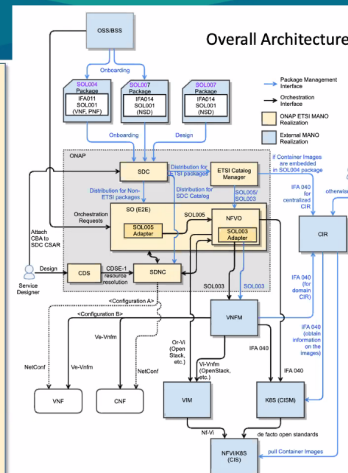 Overall Architecture
OSS/BSS
Onboarding
SOL004
Package
IFA011
SOL001
(VNF, PNF)
SOL007
Package
IFA014
SOL001
(NSD)
SOL007
Package
IFA014
SOL001
(NSD)
Package Management
Interface
Orchestration
Interface
ONAP ETSI MANO
Realization
External MANO
Realization
Onboarding
Design
ONAP
SDC
Distribution for
ETSI packages
ETSI Catalog
Manager
if Container Images
are embedded
in SOL004 package
Distribution for Non-
ETSI packages
Distribution for
SDC Catalog
SOL005/
SOL003
IFA 040
for
centralized
CIR
otherwise
Orchestration
Requests
SO (E2E)
SOL005
Adapter
SOL005
NFVO
SOL003
Adapter
CIR
Attach
CBA to
SDC CSAR
Service
Designer
Design
CDS
CDSE-1
resource
resolution
SDNC
SOL003
SOL003
IFA 040
(for
domain
CIR)
<Configuration A>
<Configuration B>
VNFM
Ve-Vnfm
Or-Vi
(Open
Stack,
etc.)
Vi-Vnfm
(OpenStack,
etc.)
IFA 040
IFA 040
IFA 040
(obtain
information
on the
images)
NetConf
Ve-Vnfm
NetConf
VNF
CNF
VIM
K8S (CISM)
Nf-Vi
de facto open standards
NFVI/K8S
(CIS)
pull Container Images